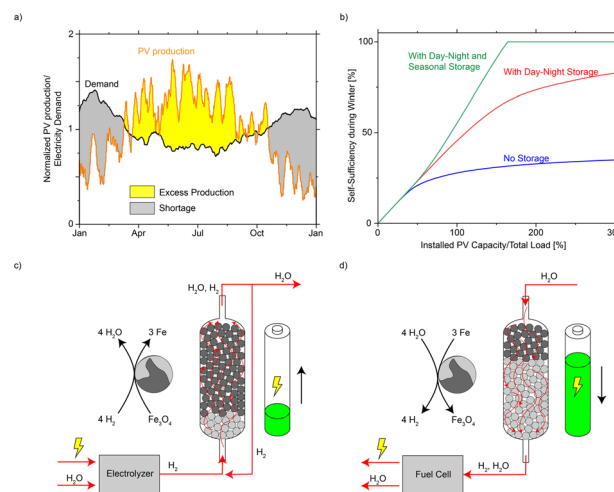 a)
Normalized PV production/
Electricity Demand
2
1
0
PV production
Demand
Excess Production
Shortage
Jan
Apr
Jul
Oct
Jan
b)
Self-Sufficiency during Winter [%]
100
75
50
25
0
With Day-Night and
Seasonal Storage
With Day-Night Storage
No Storage
0
100
200
300
Installed PV Capacity/Total Load [%]
c)
H₂O
H₂O, H₂
4 H₂O
3 Fe
4 H₂
Fe₃O₄
H₂
H₂
H₂O
Electrolyzer
d)
H₂O
4 H₂O
3 Fe
4 H₂
Fe₃O₄
H₂, H₂O
H₂O
Fuel Cell